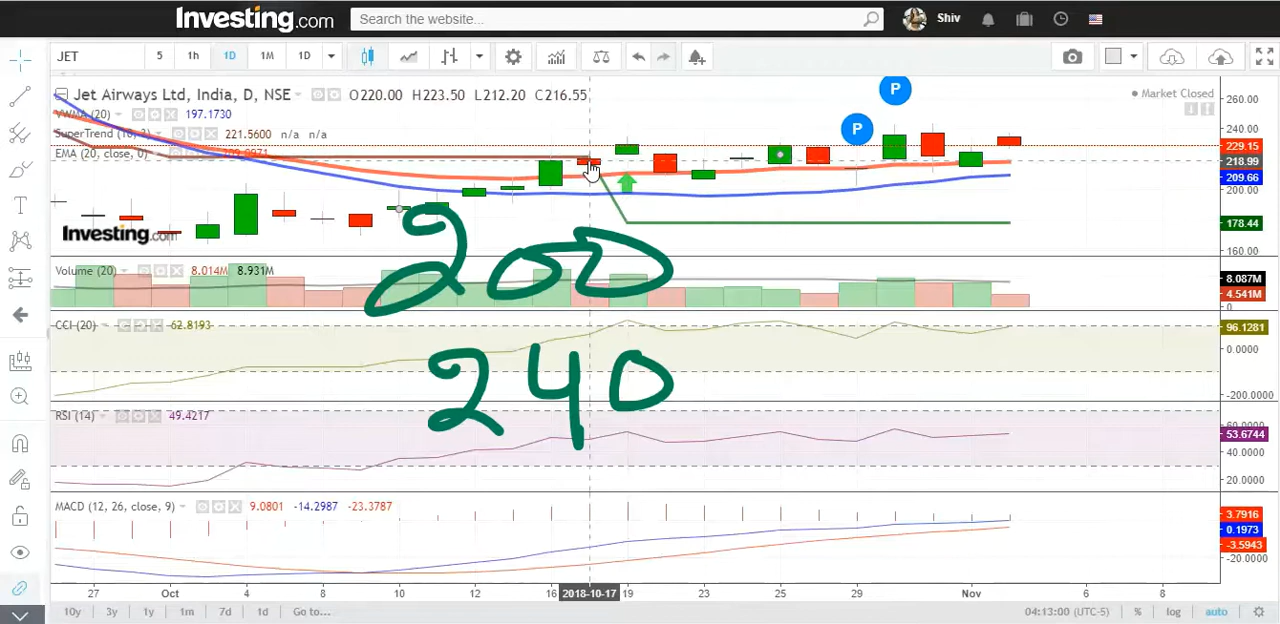 Investing.com Search the website... Shiv
JET 5 1h 1D 1M 1D
Jet Airways Ltd, India, D, NSE O220.00 H223.50 L212.20 C216.55 Market Closed
VWMA (20) 197.1730
SuperTrend (10, 3) 221.5600 n/a n/a
EMA (20, close, 0)
P
P
260.00
240.00
229.15
218.99
209.66
200.00
178.44
160.00
Investing.com
200
240
Volume (20) 8.014M 8.931M
8.087M
4.541M
0
CCI (20) 62.8193
96.1281
0.0000
-200.0000
RSI (14) 49.4217
53.6744
40.0000
20.0000
MACD (12, 26, close, 9) 9.0801 -14.2987 -23.3787
3.7916
0.1973
-3.5943
-20.0000
27 Oct 4 8 10 12 16 2018-10-17 19 23 25 29 Nov 6 8
10y 3y 1y 1m 7d 1d Go to... 04:13:00 (UTC-5) % log auto